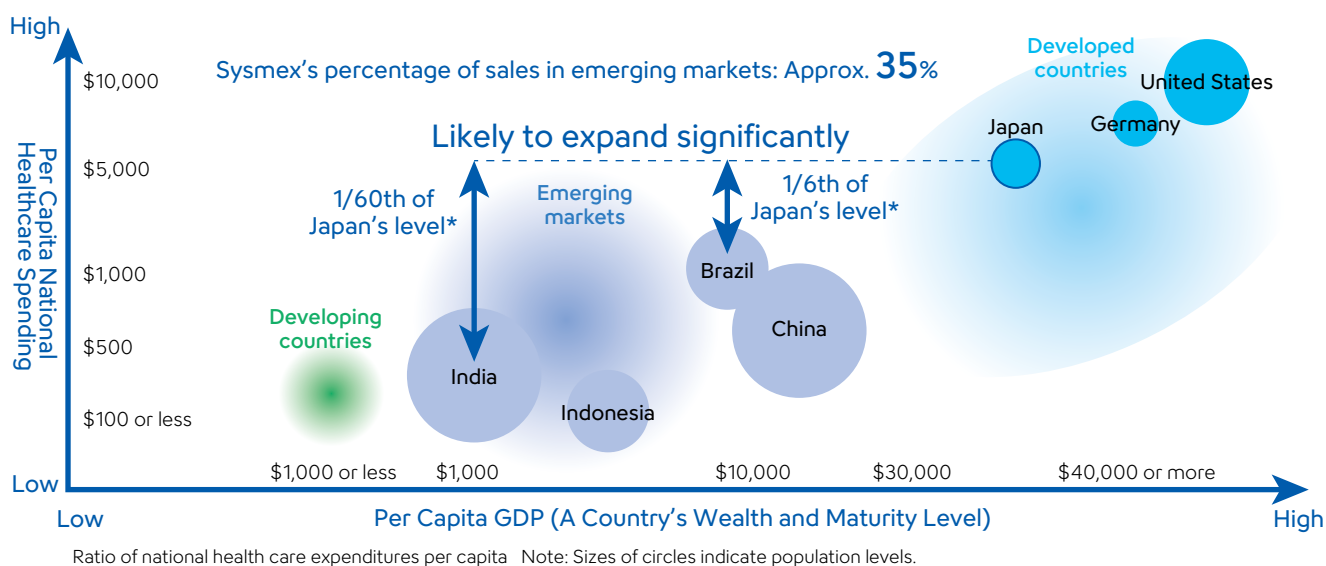 High
$10,000
$5,000
$1,000
$500
$100 or less
Low
Per Capita National
Healthcare Spending
Sysmex's percentage of sales in emerging markets: Approx. 35%
Likely to expand significantly
1/60th of
Japan's level*
Emerging
markets
1/6th of
Japan's level*
Developed
countries
United States
Germany
Japan
Brazil
China
Developing
countries
India
Indonesia
$1,000 or less
$1,000
$10,000
$30,000
$40,000 or more
Low
Per Capita GDP (A Country's Wealth and Maturity Level)
High
Ratio of national health care expenditures per capita Note: Sizes of circles indicate population levels.